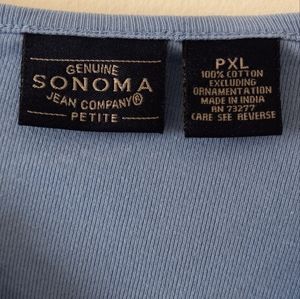 GENUINE
SONOMA
JEAN COMPANY®
PETITE
PXL
100% COTTON
EXCLUDING
ORNAMENTATION
MADE IN INDIA
RN 73277
CARE SEE REVERSE